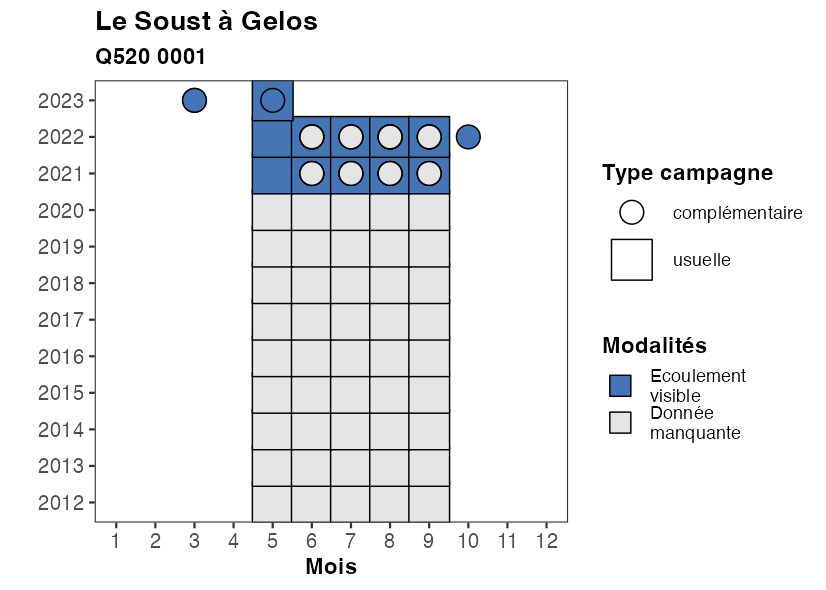 Le Soust à Gelos
Q520 0001
2023
2022
2021
2020
2019
2018
2017
2016
2015
2014
2013
2012
1 2 3 4 5 6 7 8 9 10 11 12
Mois
Type campagne
complémentaire
usuelle
Modalités
Ecoulement
visible
Donnée
manquante